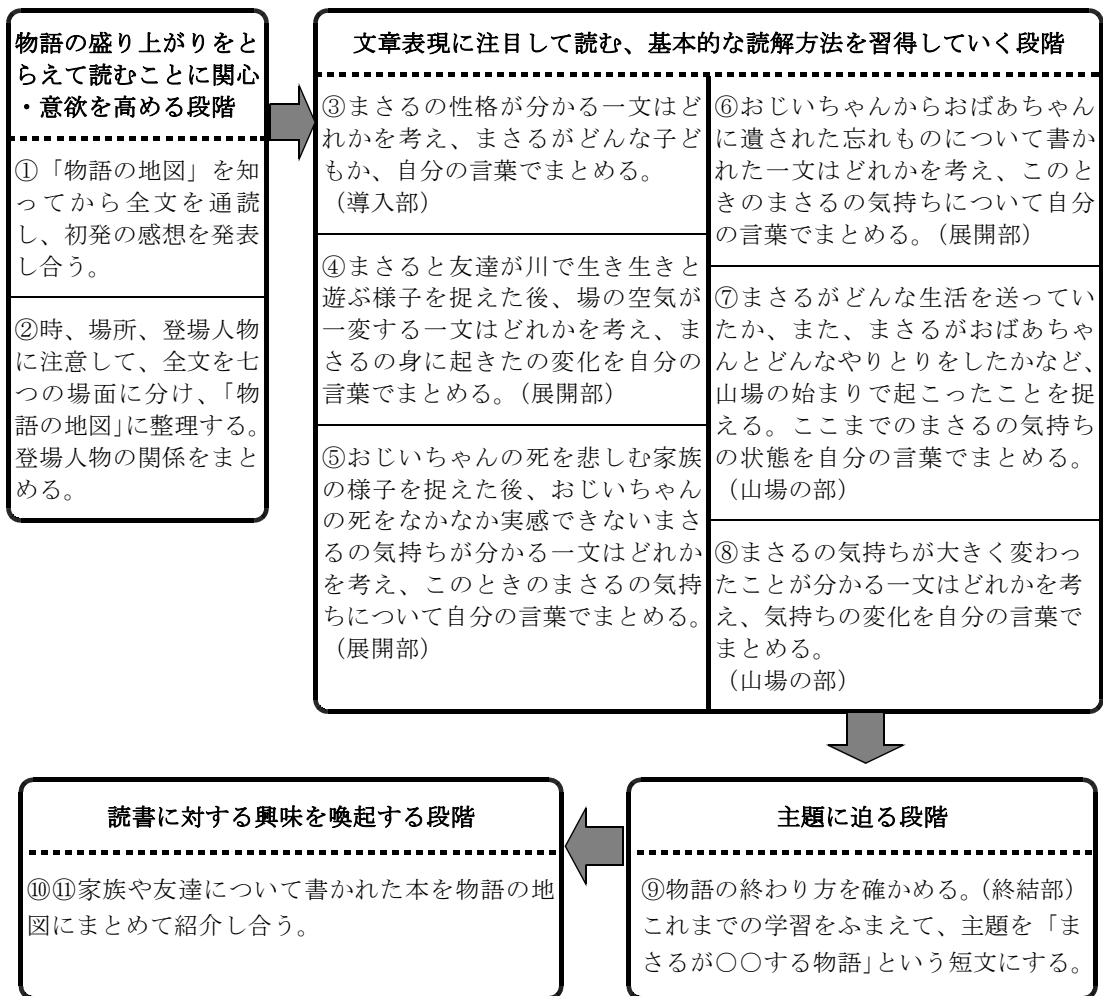 物語の盛り上がりをと
らえて読むことに関心
・意欲を高める段階
①「物語の地図」を知
ってから全文を通読
し、初発の感想を発表
し合う。
②時、場所、登場人物
に注意して、全文を七
つの場面に分け、「物
語の地図」に整理する。
登場人物の関係をまと
める。
文章表現に注目して読む、基本的な読解方法を習得していく段階
③まさるの性格が分かる一文はど
れかを考え、まさるがどんな子ど
もか、自分の言葉でまとめる。
（導入部）
④まさると友達が川で生き生きと
遊ぶ様子を捉えた後、場の空気が
一変する一文はどれかを考え、ま
さるの身に起きたの変化を自分の
言葉でまとめる。（展開部）
⑤おじいちゃんの死を悲しむ家族
の様子を捉えた後、おじいちゃん
の死をなかなか実感できないまさ
るの気持ちが分かる一文はどれか
を考え、このときのまさるの気持
ちについて自分の言葉でまとめる。
（展開部）
⑥おじいちゃんからおばあちゃん
に遺された忘れものについて書か
れた一文はどれかを考え、このと
きのまさるの気持ちについて自分
の言葉でまとめる。（展開部）
⑦まさるがどんな生活を送ってい
たか、また、まさるがおばあちゃ
んとどんなやりとりをしたかなど、
山場の始まりで起こったことを捉
える。ここまでのまさるの気持ち
の状態を自分の言葉でまとめる。
（山場の部）
⑧まさるの気持ちが大きく変わっ
たことが分かる一文はどれかを考
え、気持ちの変化を自分の言葉で
まとめる。
（山場の部）
主題に迫る段階
⑨物語の終わり方を確かめる。（終結部）
これまでの学習をふまえて、主題を「ま
さるが○○する物語」という短文にする。
読書に対する興味を喚起する段階
⑩⑪家族や友達について書かれた本を物語の地
図にまとめて紹介し合う。